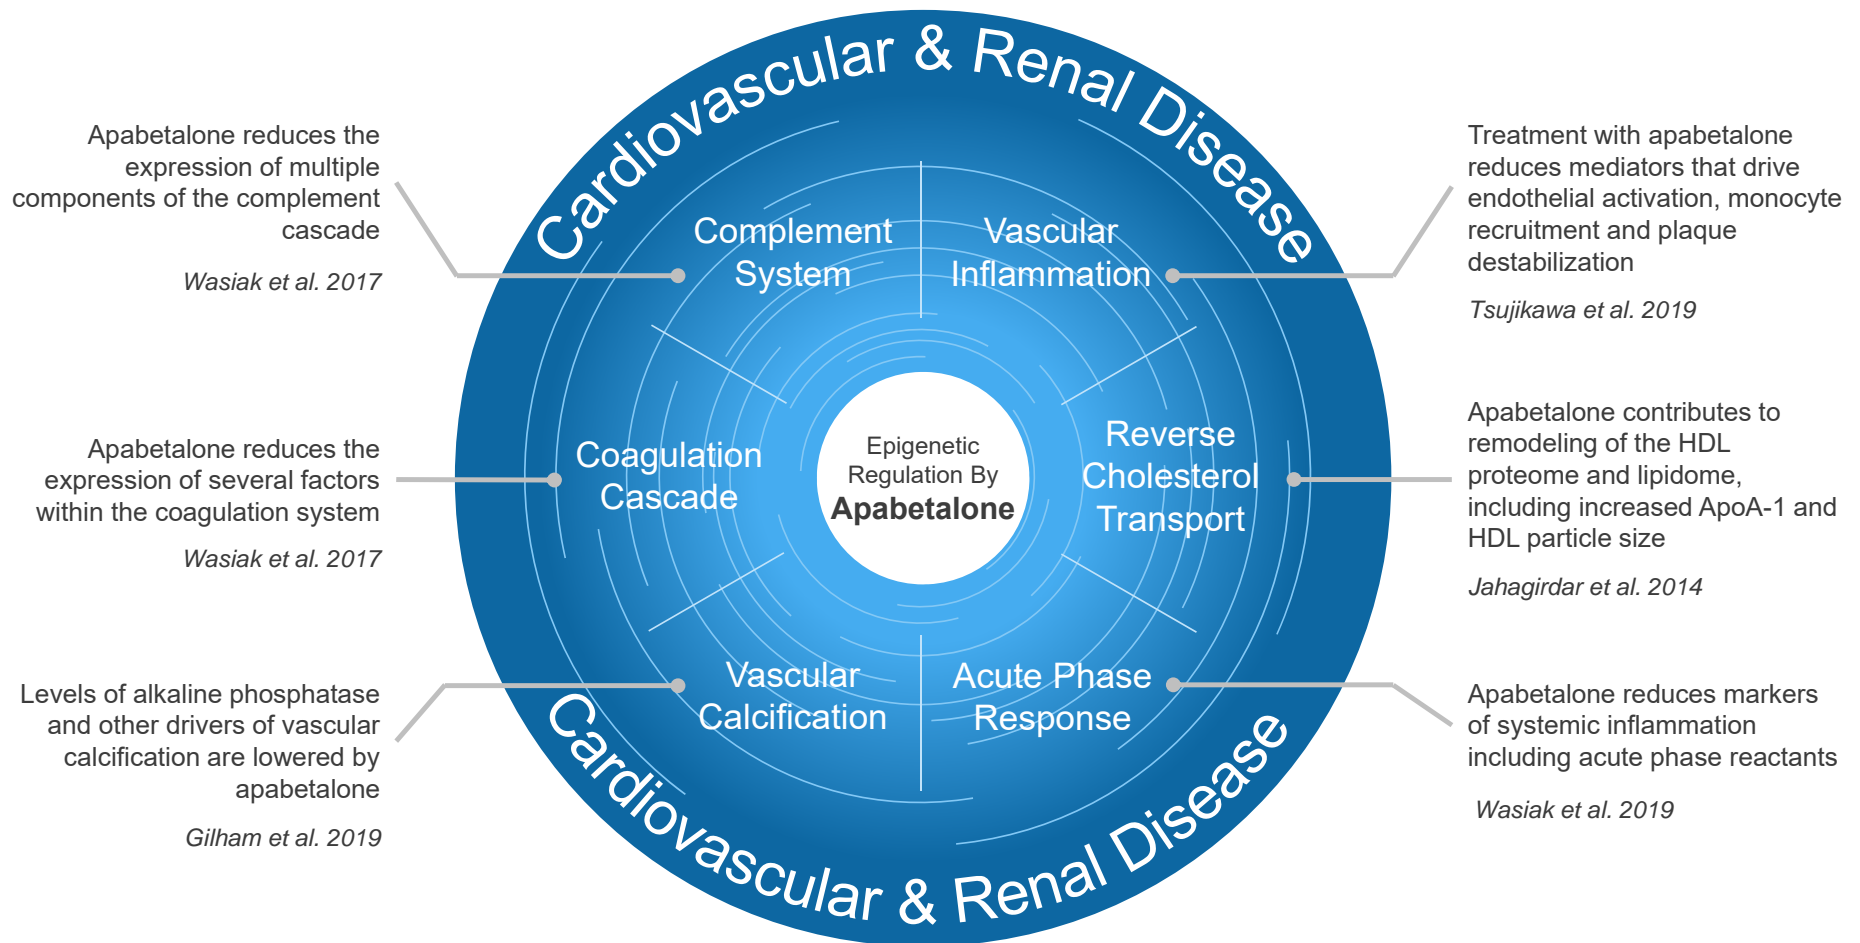 Cardiovascular & Renal Disease
Apabetalone reduces the
expression of multiple
components of the complement
cascade
Wasiak et al. 2017
Complement
System
Vascular
Inflammation
Treatment with apabetalone
reduces mediators that drive
endothelial activation, monocyte
recruitment and plaque
destabilization
Tsujikawa et al. 2019
Apabetalone reduces the
expression of several factors
within the coagulation system
Wasiak et al. 2017
Coagulation
Cascade
Epigenetic
Regulation By
Apabetalone
Reverse
Cholesterol
Transport
Apabetalone contributes to
remodeling of the HDL
proteome and lipidome,
including increased ApoA-1 and
HDL particle size
Jahagirdar et al. 2014
Levels of alkaline phosphatase
and other drivers of vascular
calcification are lowered by
apabetalone
Gilham et al. 2019
Vascular
Calcification
Acute Phase
Response
Apabetalone reduces markers
of systemic inflammation
including acute phase reactants
Wasiak et al. 2019
Cardiovascular & Renal Disease